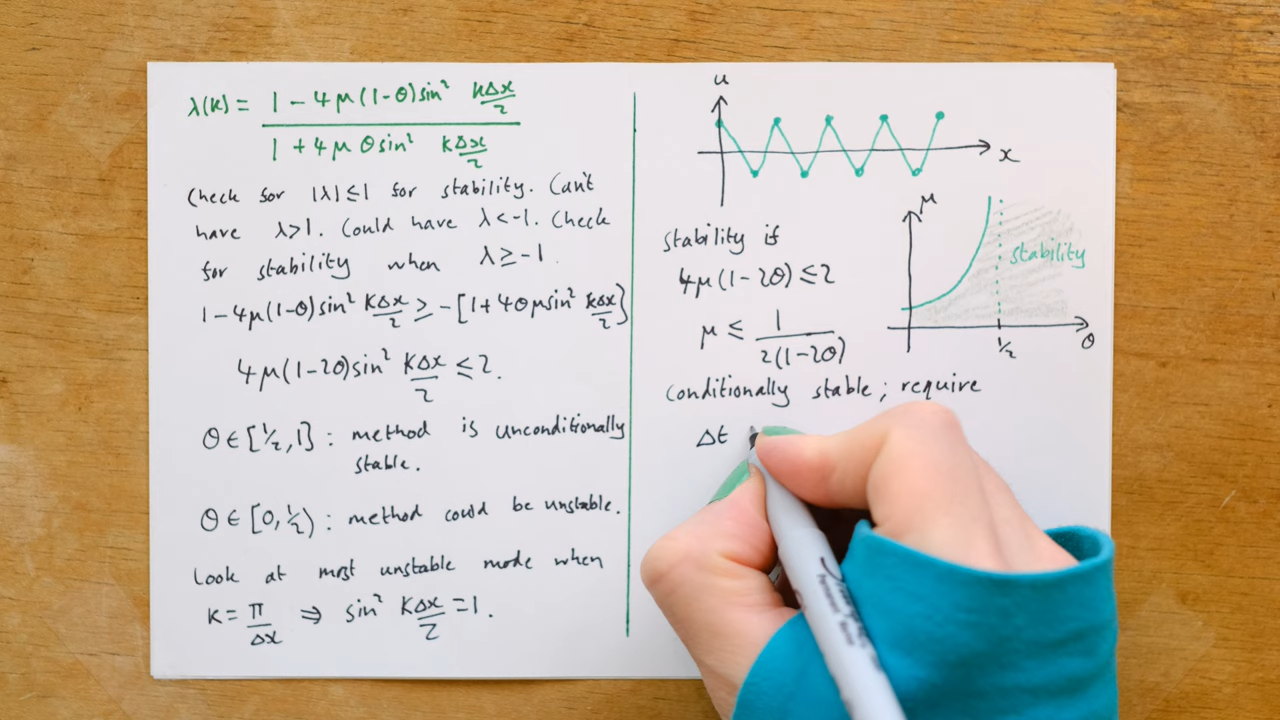 λ(k) = 1 - 4μ(1-θ)sin² kΔx/2
1 + 4μ θ sin² kΔx/2
Check for |λ| ≤ 1 for stability. Can't
have λ>1. Could have λ<-1. Check
for stability when λ ≥ -1.
1-4μ(1-θ)sin² kΔx/2 ≥ -[1+4θμsin² kΔx/2]
4μ(1-2θ)sin² kΔx/2 ≤ 2.
θ ∈ [1/2, 1] : method is unconditionally
stable.
θ ∈ [0, 1/2) : method could be unstable.
Look at most unstable mode when
k = π/Δx ⇒ sin² kΔx/2 = 1.
u
x
stability if
4μ(1-2θ) ≤ 2
μ ≤ 1/2(1-2θ)
μ
stability
1/2
θ
Conditionally stable; require
Δt